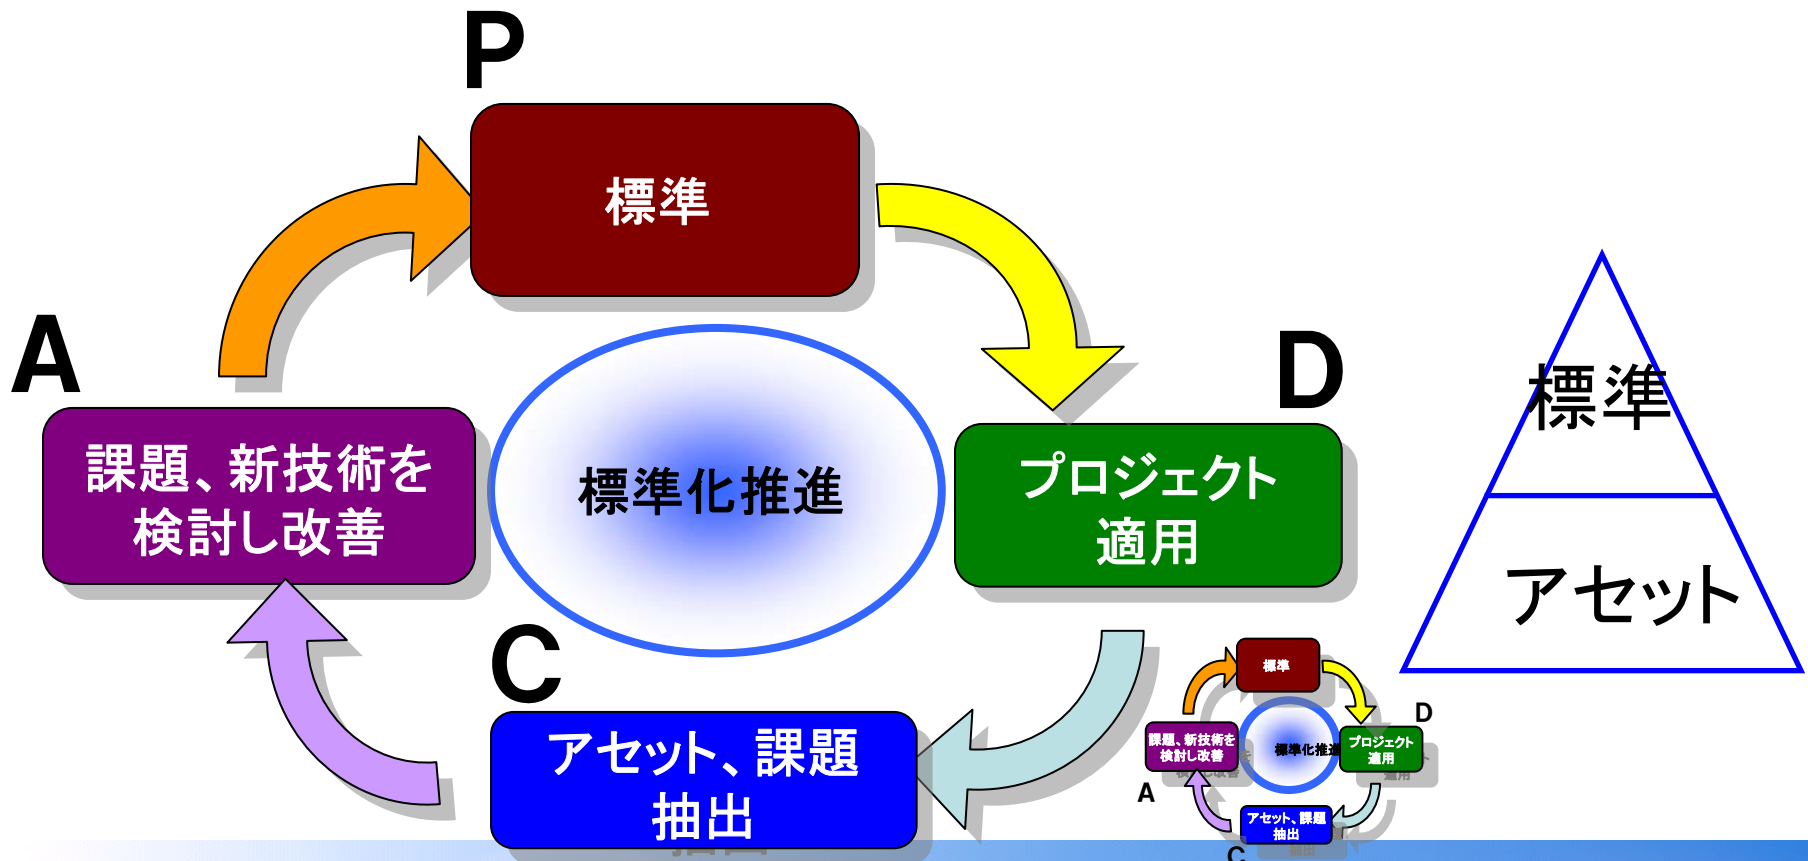 P
標準
A
D
課題、新技術を
検討し改善
標準化推進
プロジェクト
適用
C
アセット、課題
抽出
標準
アセット
標準
D
課題、新技術を
検討し改善
標準化推進
プロジェクト
適用
A
アセット、課題
抽出
C